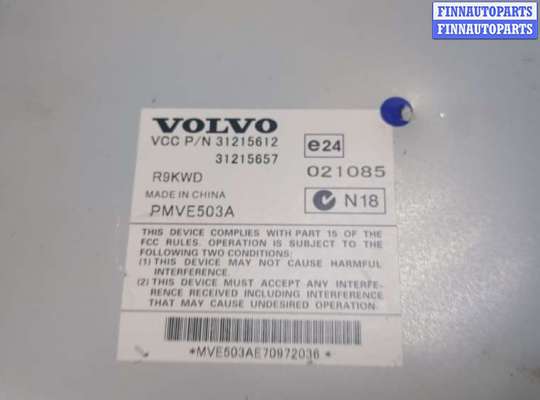 FINNAUTOPARTS
FINNAUTOPARTS
VOLVO
VCC P/N 31215612
31215657
e24
R9KWD
021085
MADE IN CHINA
N18
PMVE503A
THIS DEVICE COMPLIES WITH PART 15 OF THE
FCC RULES. OPERATION IS SUBJECT TO THE
FOLLOWING TWO CONDITIONS:
(1) THIS DEVICE MAY NOT CAUSE HARMFUL
INTERFERENCE.
(2) THIS DEVICE MUST ACCEPT ANY INTERFE-
RENCE RECEIVED INCLUDING INTERFERENCE
THAT MAY CAUSE UNDESIRED OPERATION.
*MVE503AE70972036*